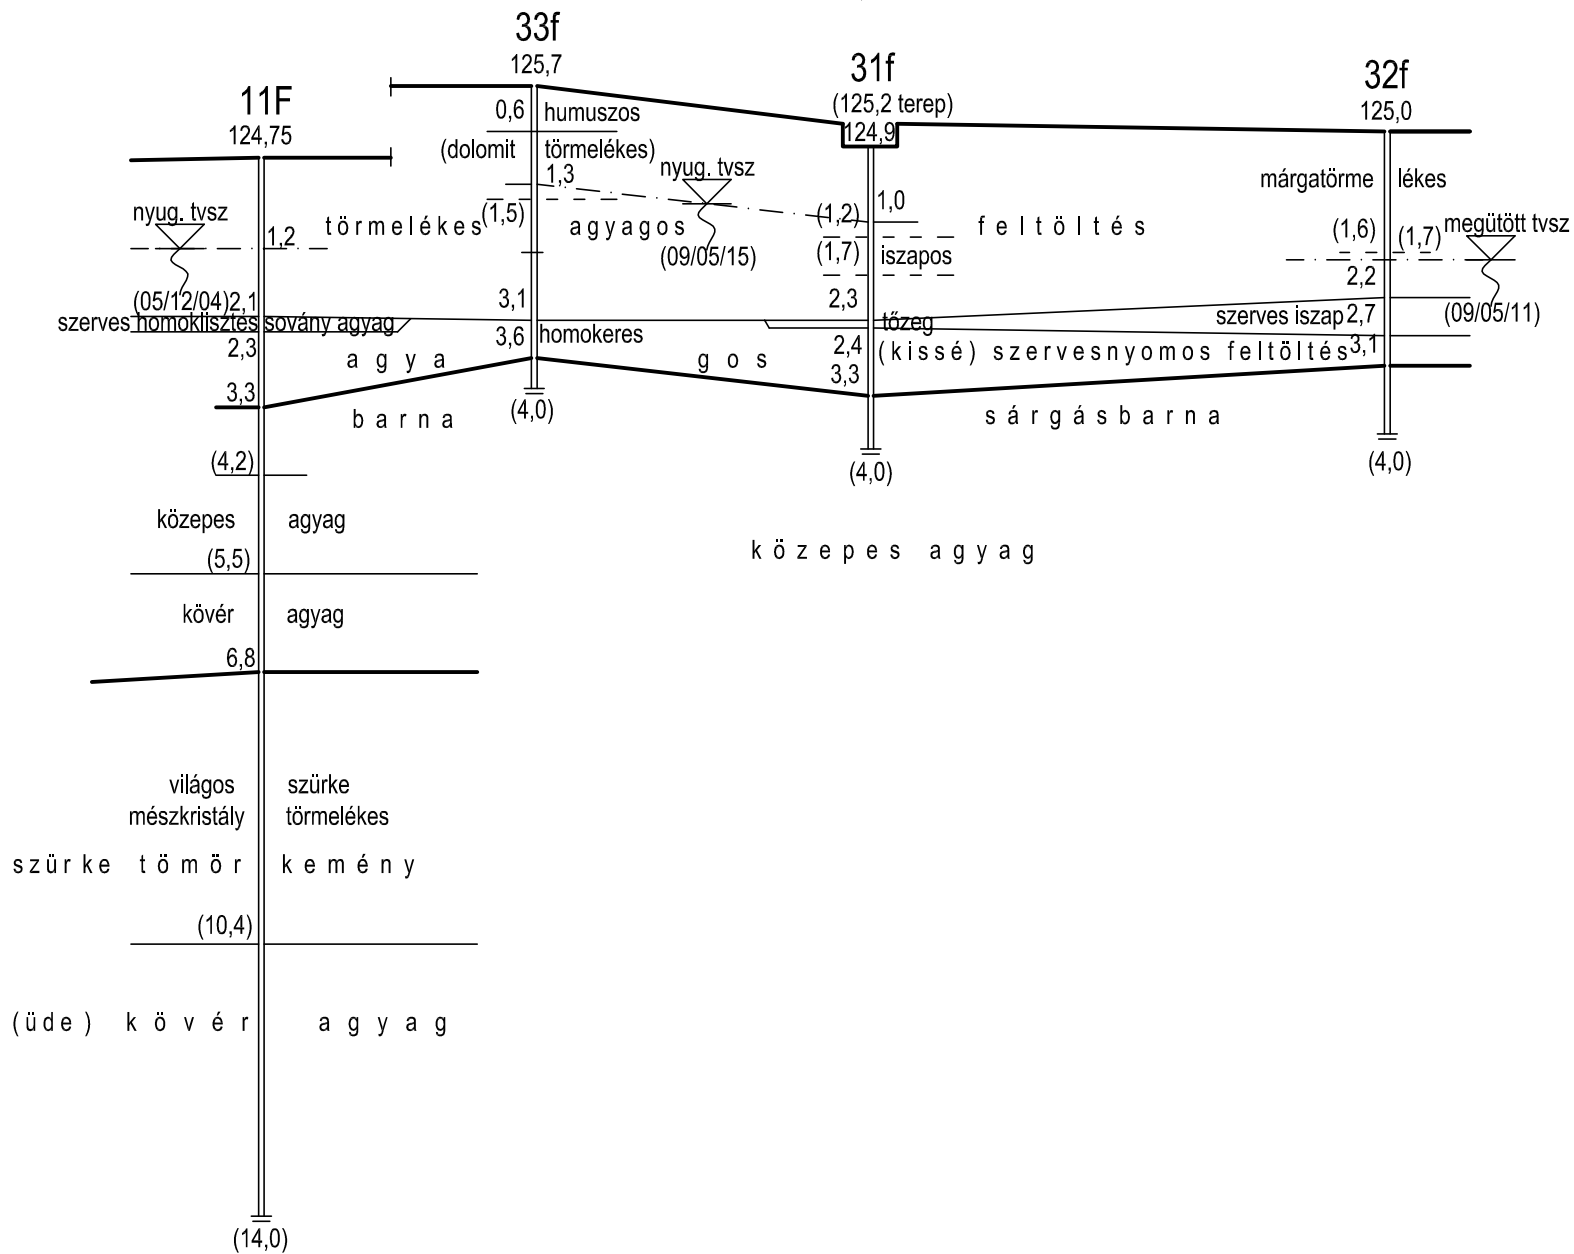 33f
125,7
31f
(125,2 terep)
124,9
32f
125,0
11F
124,75
0,6 humuszos
(dolomit törmelékes)
1,3
nyug. tvsz
(1,5)
törmelékes agyagos feltöltés
(09/05/15)
márgatörme lékes
nyug. tvsz
1,2
(1,2) 1,0
(1,7) iszapos
(1,6) (1,7) megütött tvsz
2,2
(05/12/04) 2,1
3,1
2,3
(09/05/11)
szerves homoklisztes sovány agyag
3,6 homokeres
tőzeg
szerves iszap 2,7
2,3
agya gos
2,4 (kissé) szervesnyomos feltöltés 3,1
3,3
3,3
barna
(4,0)
sárgásbarna
(4,2)
(4,0)
(4,0)
közepes agyag
közepes agyag
(5,5)
kövér agyag
6,8
világos szürke
mészkristály törmelékes
szürke tömör kemény
(10,4)
(üde) kövér agyag
(14,0)